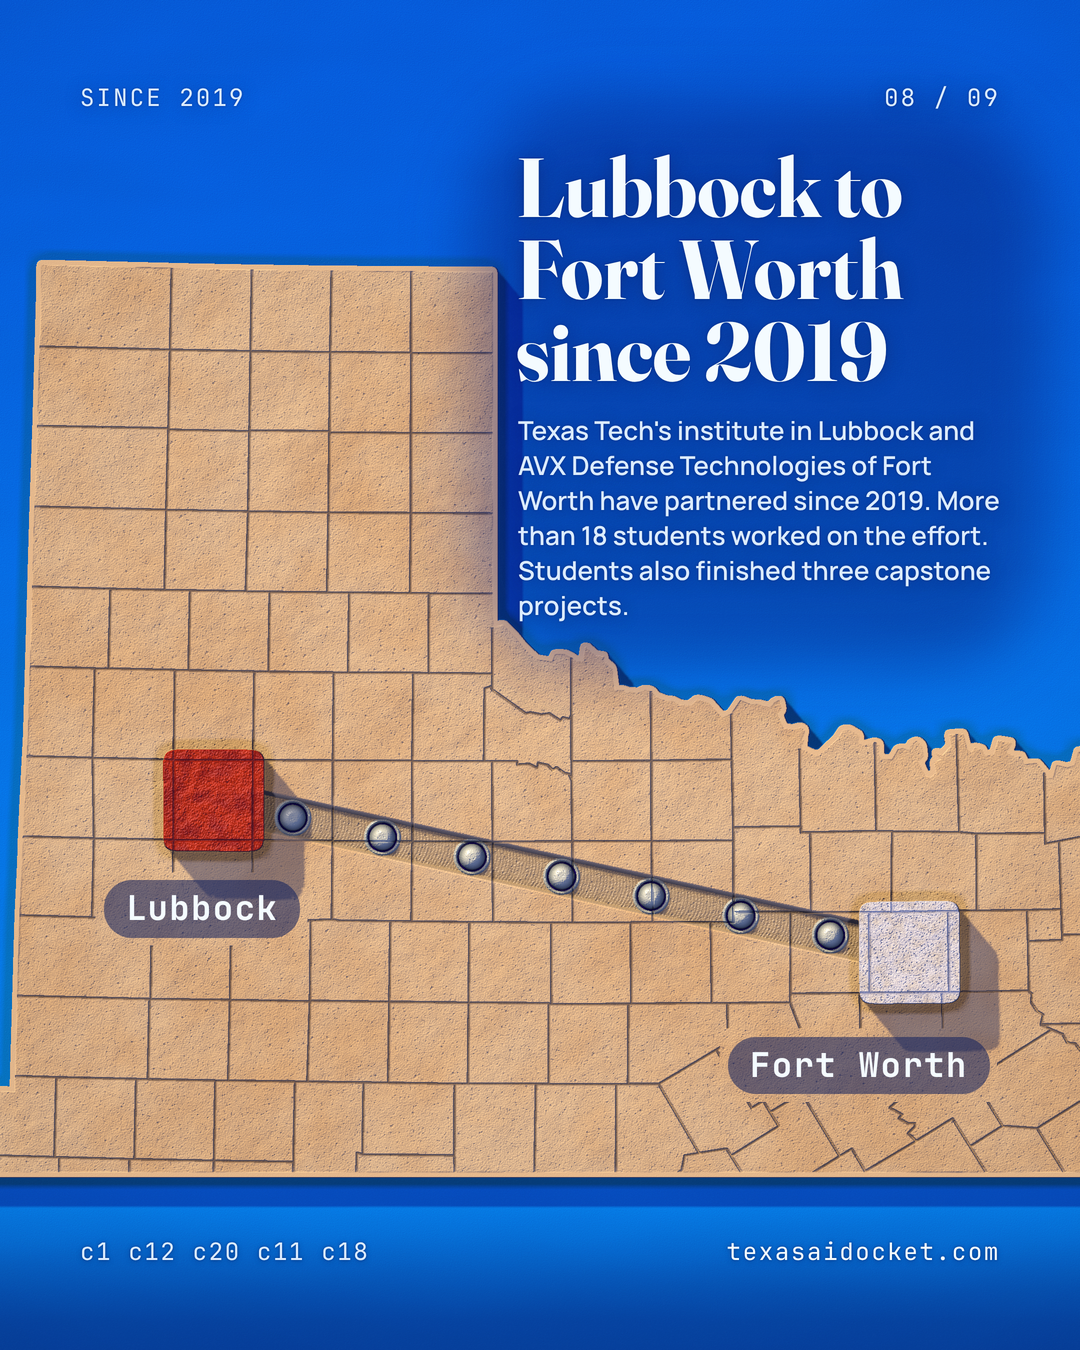 SINCE 2019
08 / 09
Lubbock to
Fort Worth
since 2019
Texas Tech's institute in Lubbock and
AVX Defense Technologies of Fort
Worth have partnered since 2019. More
than 18 students worked on the effort.
Students also finished three capstone
projects.
Lubbock
Fort Worth
c1 c12 c20 c11 c18
texasaidocket.com